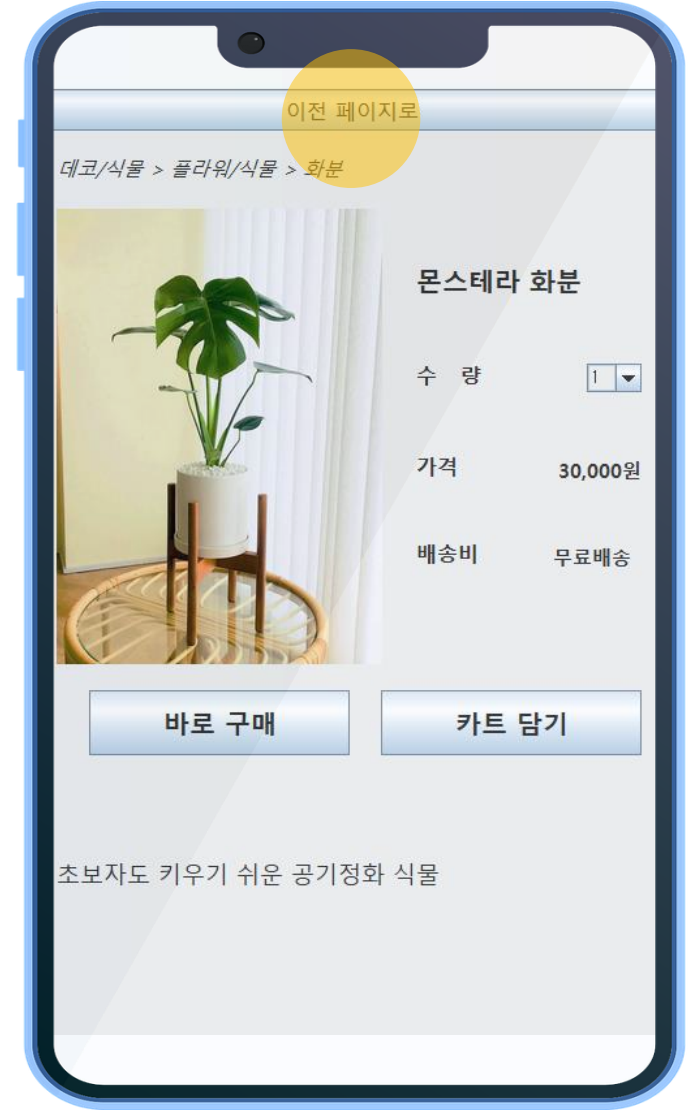 이전 페이지로
데코/식물 > 플라워/식물 > 화분
몬스테라 화분
수 량 1
가격 30,000원
배송비 무료배송
바로 구매 카트 담기
초보자도 키우기 쉬운 공기정화 식물